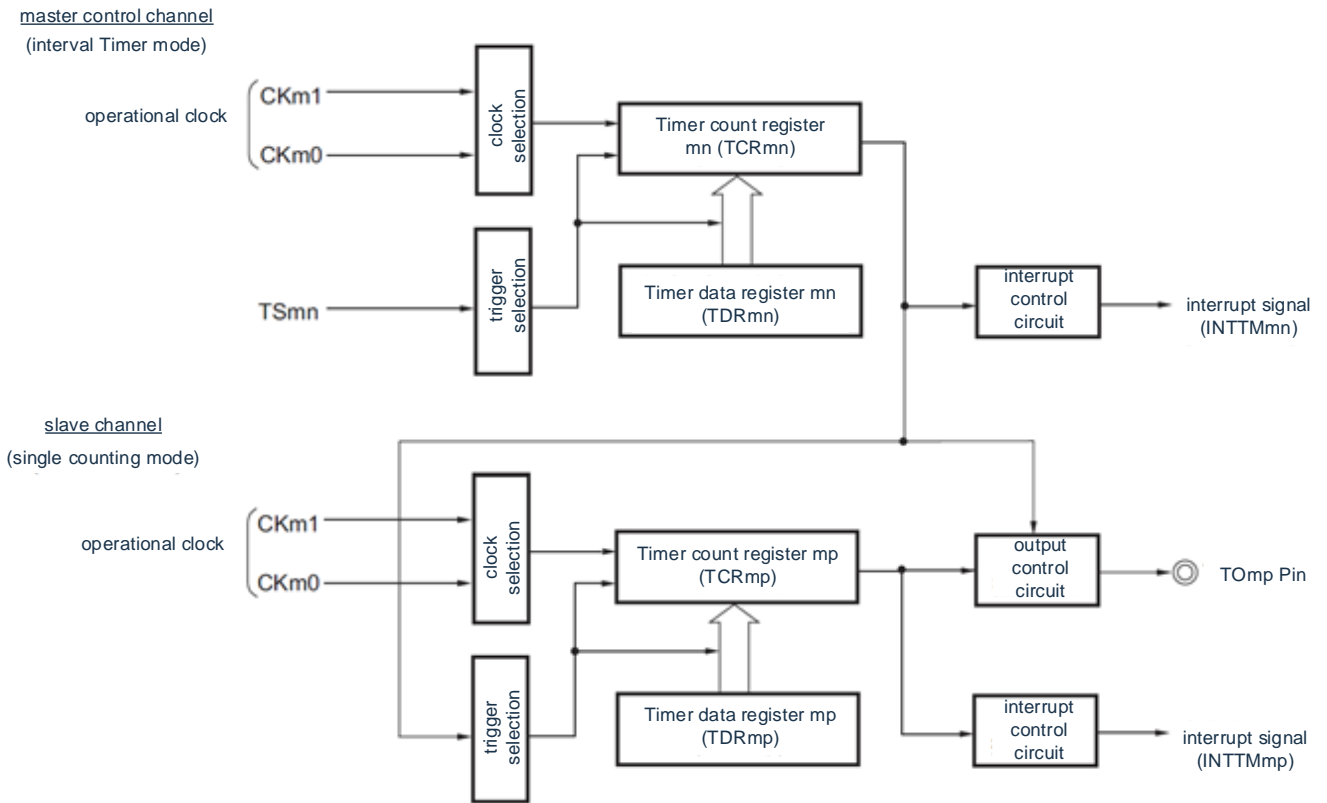 master control channel
(interval Timer mode)
operational clock
CKm1
CKm0
clock
selection
Timer count register
mn (TCRmn)
TSmn
trigger
selection
Timer data register mn
(TDRmn)
interrupt
control
circuit
interrupt signal
(INTTMmn)
slave channel
(single counting mode)
operational clock
CKm1
CKm0
clock
selection
Timer count register mp
(TCRmp)
output
control
circuit
TOmp Pin
trigger
selection
Timer data register mp
(TDRmp)
interrupt
control
circuit
interrupt signal
(INTTMmp)